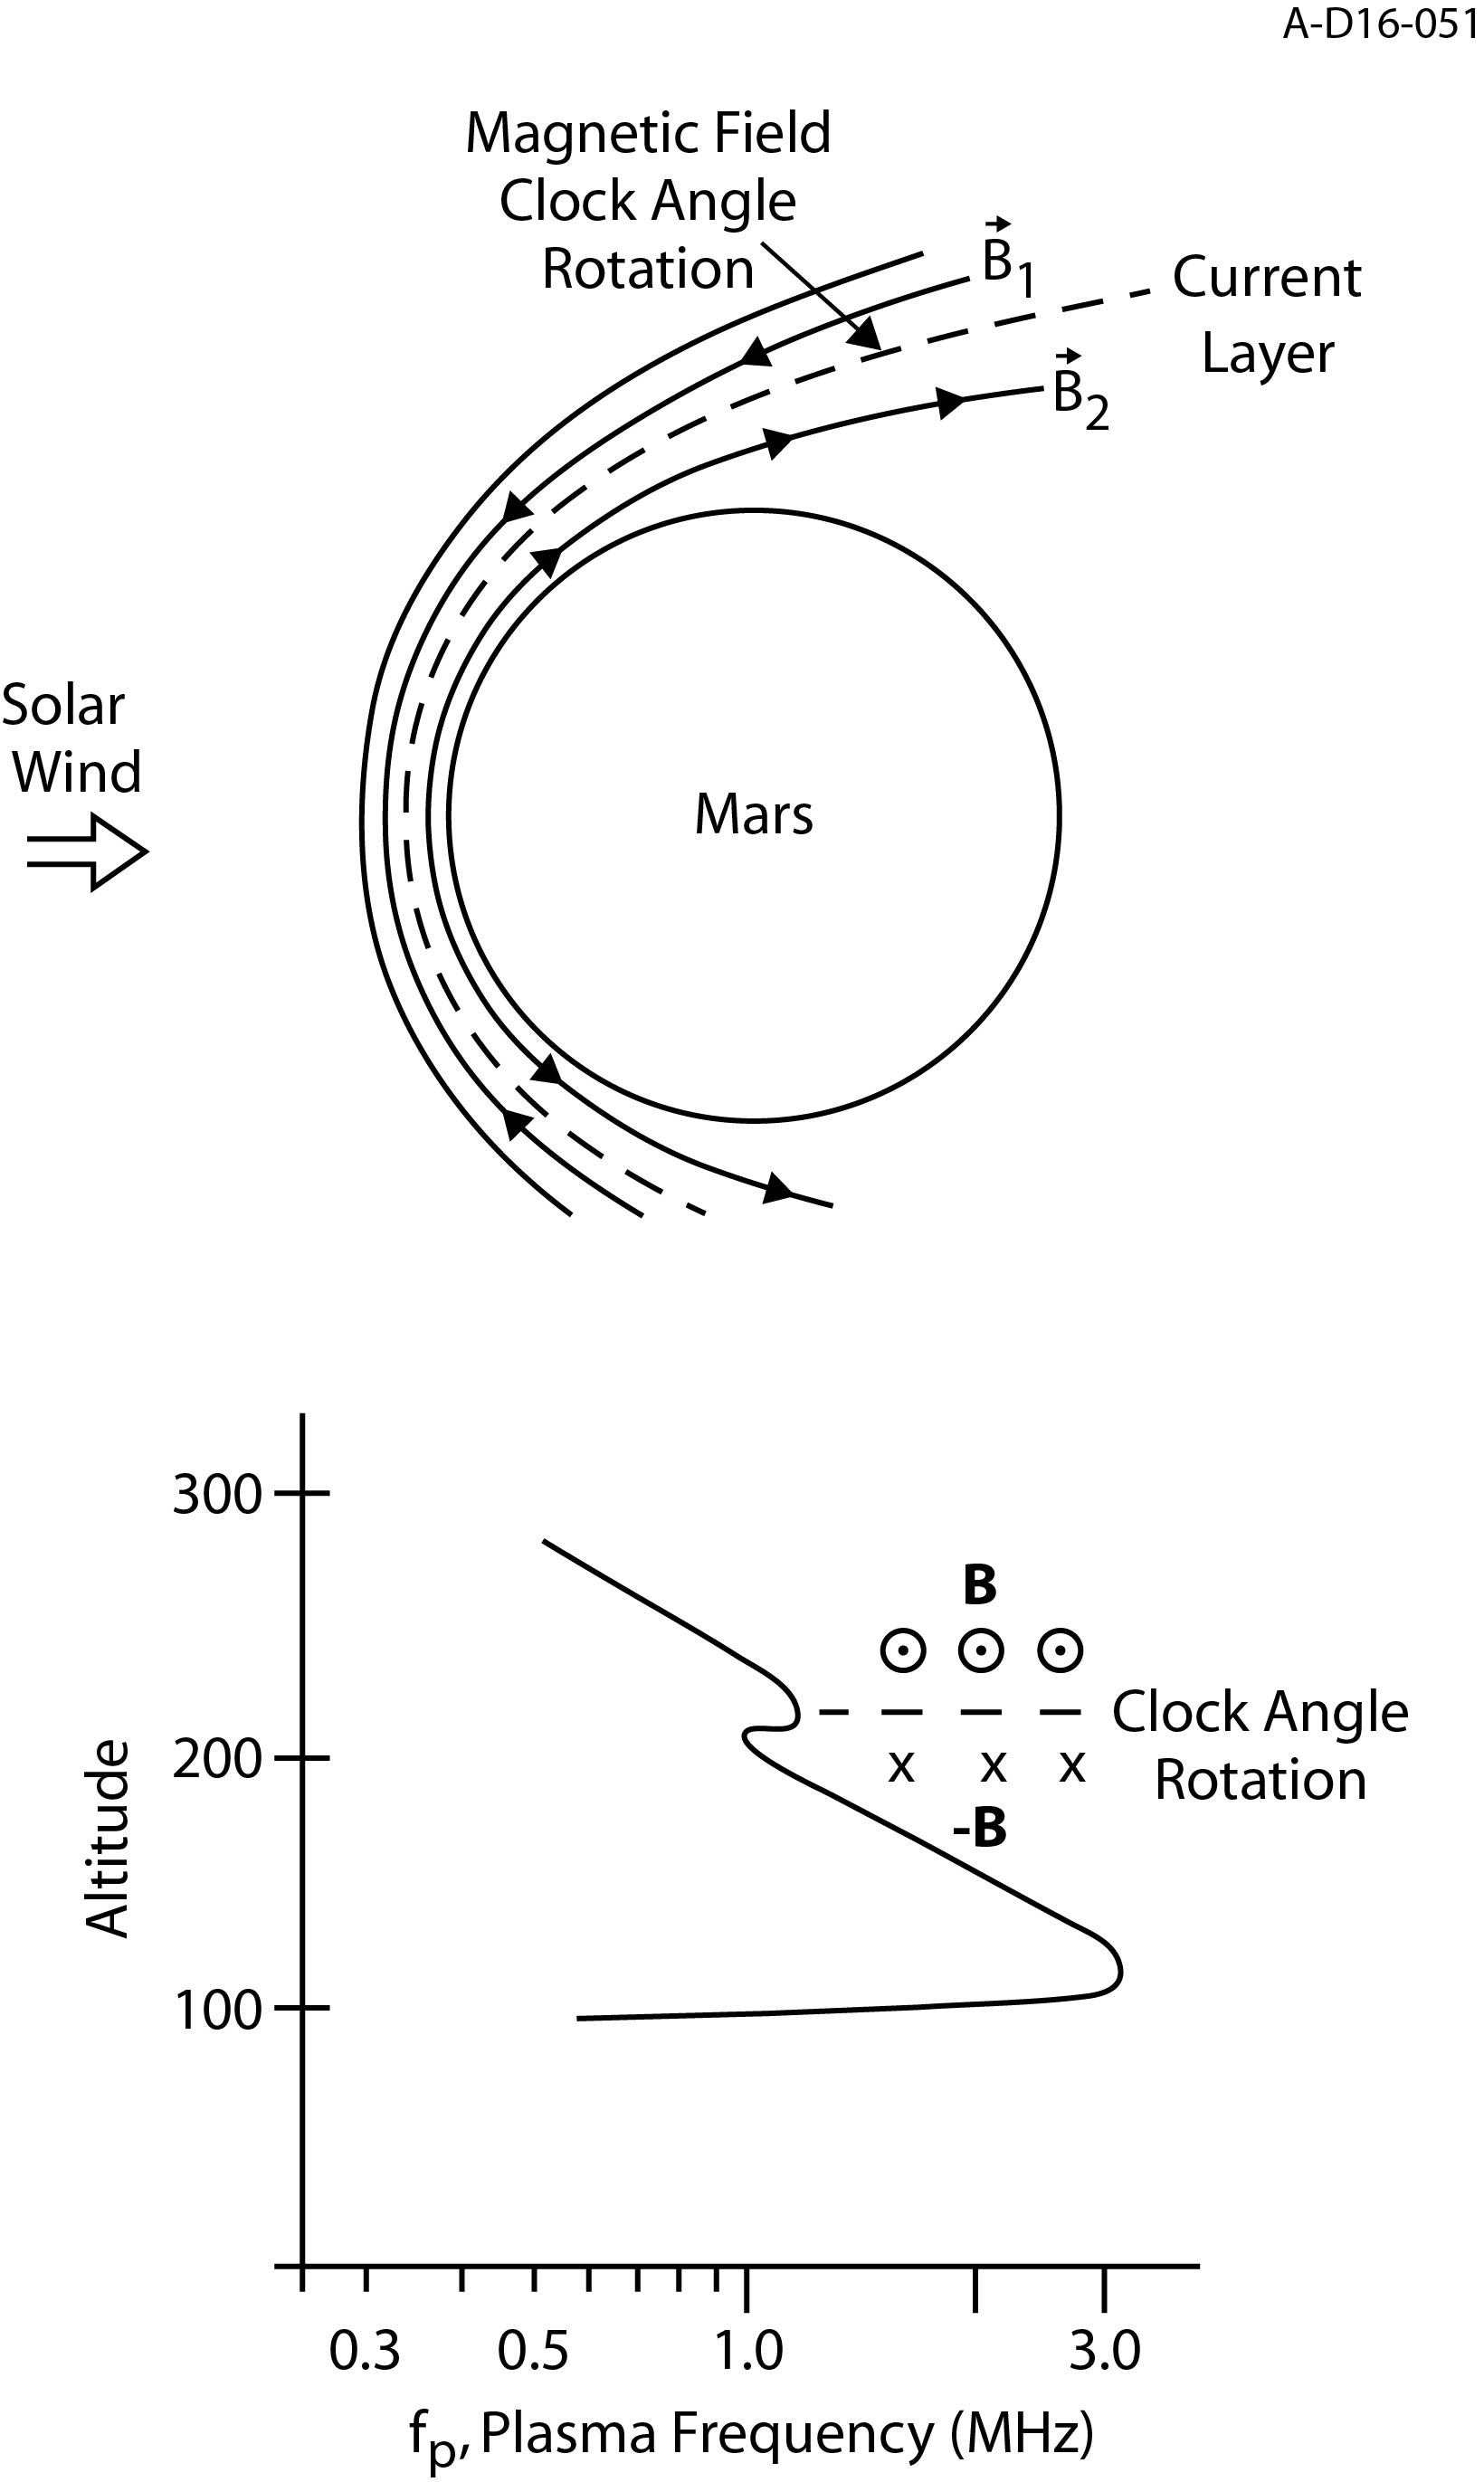 A-D16-051
Magnetic Field
Clock Angle
Rotation
B⃗1
Current
Layer
B⃗2
Solar
Wind
Mars
300
B
Clock Angle
Rotation
200
x x x
-B
Altitude
100
0.3 0.5 1.0 3.0
fp, Plasma Frequency (MHz)